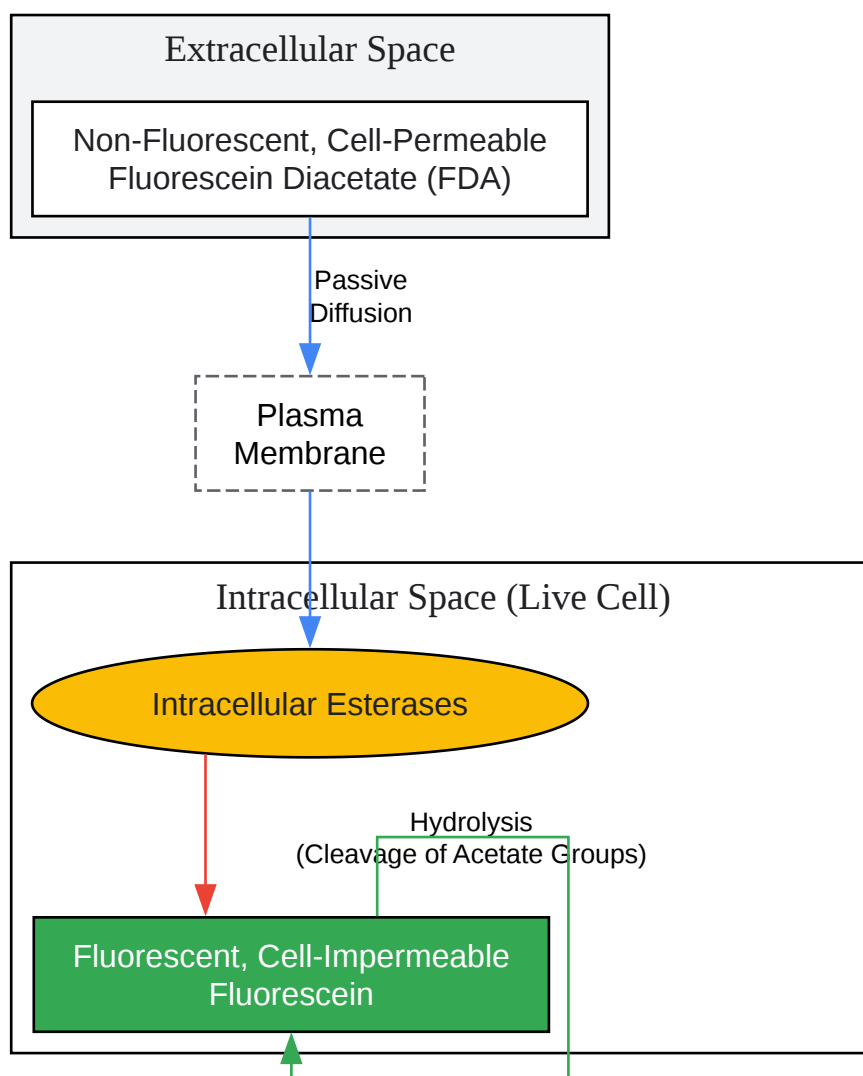 Extracellular Space
Non-Fluorescent, Cell-Permeable
Fluorescein Diacetate (FDA)
Passive
Diffusion
Plasma
Membrane
Intracellular Space (Live Cell)
Intracellular Esterases
Hydrolysis
(Cleavage of Acetate Groups)
Fluorescent, Cell-Impermeable
Fluorescein